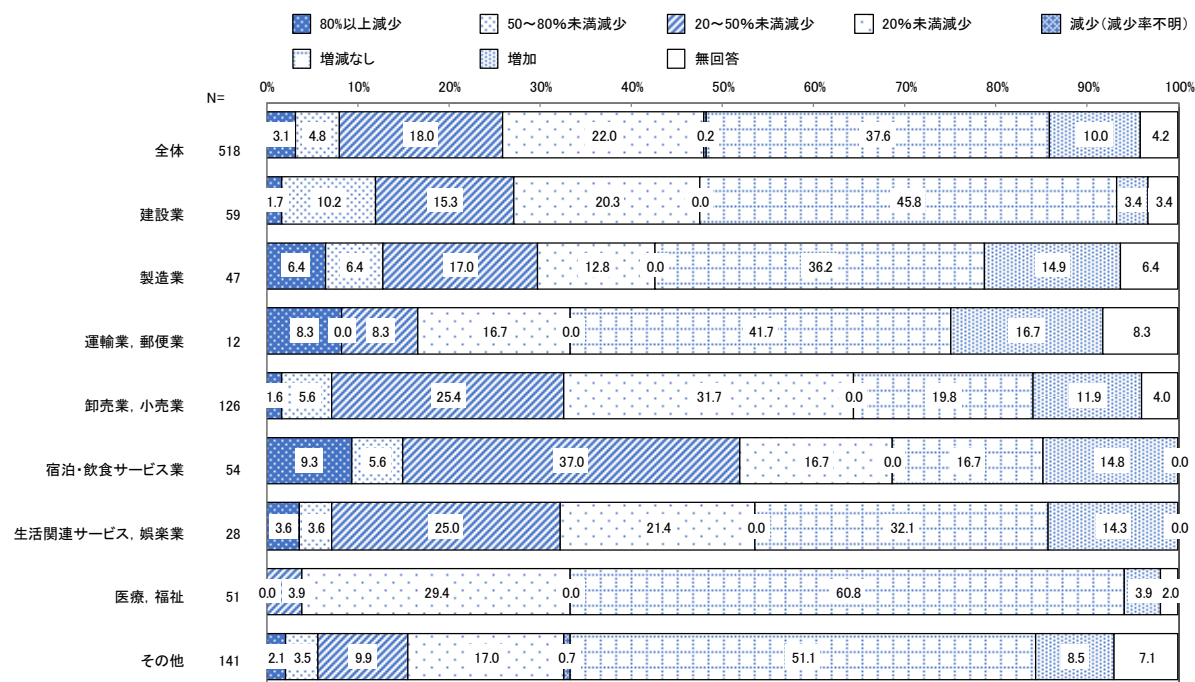 80%以上減少 50～80%未満減少 20～50%未満減少 20%未満減少 減少(減少率不明)
増減なし 増加 無回答
N=
0% 10% 20% 30% 40% 50% 60% 70% 80% 90% 100%
全体 518 3.1 4.8 18.0 22.0 0.2 37.6 10.0 4.2
建設業 59 1.7 10.2 15.3 20.3 0.0 45.8 3.4 3.4
製造業 47 6.4 6.4 17.0 12.8 0.0 36.2 14.9 6.4
運輸業, 郵便業 12 8.3 0.0 8.3 16.7 0.0 41.7 16.7 8.3
卸売業, 小売業 126 1.6 5.6 25.4 31.7 0.0 19.8 11.9 4.0
宿泊・飲食サービス業 54 9.3 5.6 37.0 16.7 0.0 16.7 14.8 0.0
生活関連サービス, 娯楽業 28 3.6 3.6 25.0 21.4 0.0 32.1 14.3 0.0
医療, 福祉 51 0.0 3.9 29.4 0.0 60.8 3.9 2.0
その他 141 2.1 3.5 9.9 17.0 0.7 51.1 8.5 7.1